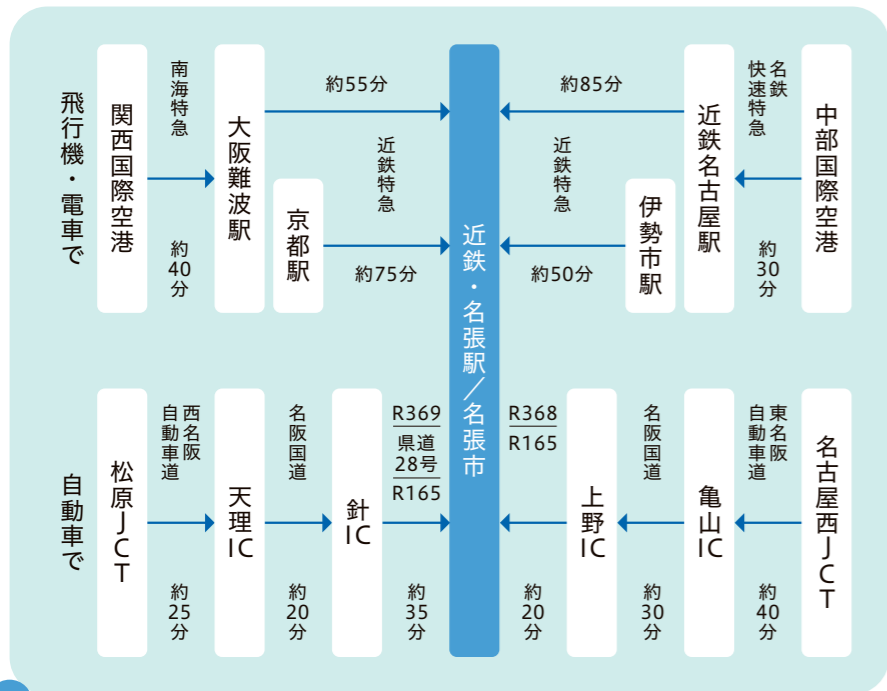 飛行機・電車で
関西国際空港
南海特急
約40分
大阪難波駅
約55分
京都駅
近鉄特急
約75分
近鉄・名張駅／名張市
約85分
近鉄特急
約50分
伊勢市駅
近鉄名古屋駅
名鉄
快速特急
約30分
中部国際空港
自動車で
松原JCT
西名阪
自動車道
約25分
天理IC
名阪国道
約20分
針IC
R369
県道
28号
R165
約35分
R368
R165
約20分
上野IC
名阪国道
約30分
亀山IC
東名阪
自動車道
約40分
名古屋西JCT